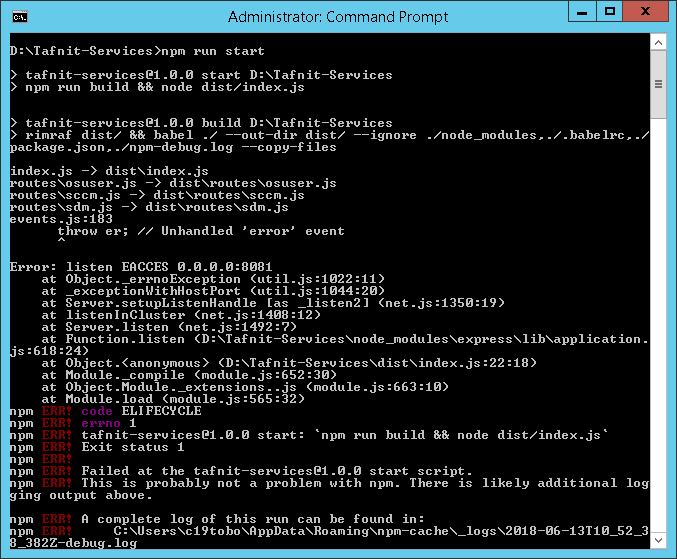 Administrator: Command Prompt
D:\Tafnit-Services>npm run start
> tafnit-services@1.0.0 start D:\Tafnit-Services
> npm run build && node dist/index.js
> tafnit-services@1.0.0 build D:\Tafnit-Services
> rimraf dist/ && babel ./ --out-dir dist/ --ignore ./node_modules,./.babelrc,./
package.json,./npm-debug.log --copy-files
index.js -> dist\index.js
routes\osuser.js -> dist\routes\osuser.js
routes\sccm.js -> dist\routes\sccm.js
routes\sdm.js -> dist\routes\sdm.js
events.js:183
      throw er; // Unhandled 'error' event
      ^
Error: listen EACCES 0.0.0.0:8081
    at Object._errnoException (util.js:1022:11)
    at _exceptionWithHostPort (util.js:1044:20)
    at Server.setupListenHandle [as _listen2] (net.js:1350:19)
    at listenInCluster (net.js:1408:12)
    at Server.listen (net.js:1492:7)
    at Function.listen (D:\Tafnit-Services\node_modules\express\lib\application.
js:618:24)
    at Object.<anonymous> (D:\Tafnit-Services\dist\index.js:22:18)
    at Module._compile (module.js:652:30)
    at Object.Module._extensions..js (module.js:663:10)
    at Module.load (module.js:565:32)
npm ERR! code ELIFECYCLE
npm ERR! errno 1
npm ERR! tafnit-services@1.0.0 start: `npm run build && node dist/index.js`
npm ERR! Exit status 1
npm ERR!
npm ERR! Failed at the tafnit-services@1.0.0 start script.
npm ERR! This is probably not a problem with npm. There is likely additional log
ging output above.
npm ERR! A complete log of this run can be found in:
npm ERR!     C:\Users\c19tobo\AppData\Roaming\npm-cache\_logs\2018-06-13T10_52_3
8_382Z-debug.log